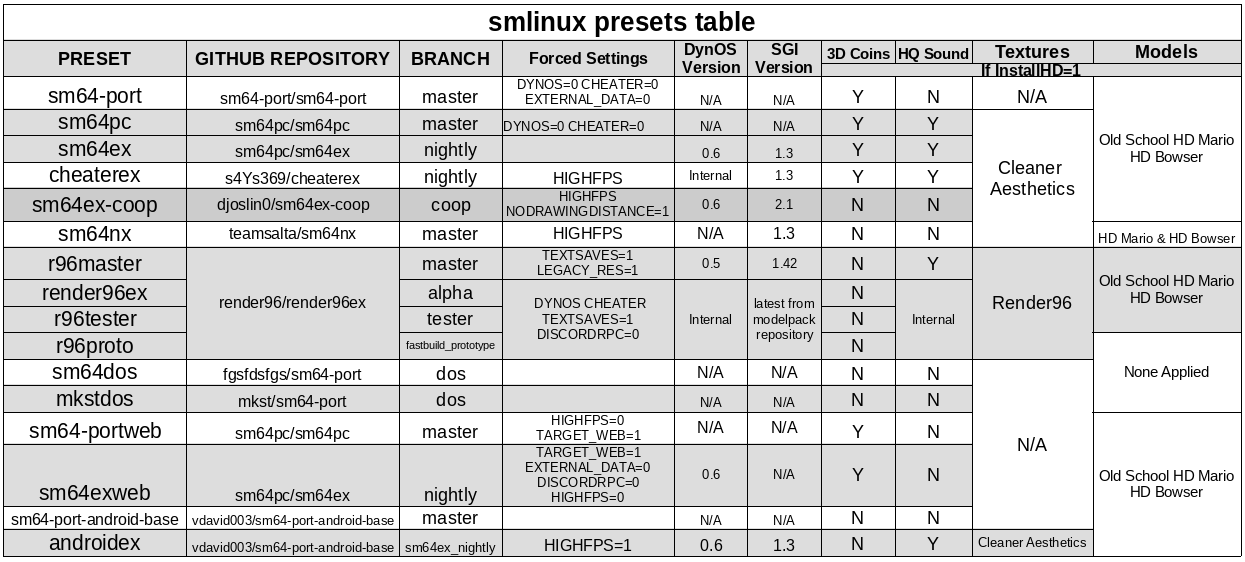 smlinux presets table
PRESET GITHUB REPOSITORY BRANCH Forced Settings DynOS Version SGI Version 3D Coins HQ Sound Textures Models
If InstallHD=1
sm64-port sm64-port/sm64-port master DYNOS=0 CHEATER=0 EXTERNAL_DATA=0 N/A N/A Y N N/A
sm64pc sm64pc/sm64pc master DYNOS=0 CHEATER=0 N/A N/A Y Y
Old School HD Mario
HD Bowser
sm64ex sm64pc/sm64ex nightly 0.6 1.3 Y Y
Cleaner
Aesthetics
cheaterex s4Ys369/cheaterex nightly HIGHFPS Internal 1.3 Y Y
sm64ex-coop djoslin0/sm64ex-coop coop HIGHFPS NODRAWINGDISTANCE=1 0.6 2.1 N N
sm64nx teamsalta/sm64nx master HIGHFPS N/A 1.3 N N HD Mario & HD Bowser
r96master master TEXTSAVES=1 LEGACY_RES=1 0.5 1.42 N Y
Old School HD Mario
HD Bowser
render96ex alpha N
render96/render96ex
DYNOS CHEATER
TEXTSAVES=1
DISCORDRPC=0
Internal
latest from
modelpack
repository
Internal
Render96
r96tester tester N
r96proto fastbuild_prototype N
sm64dos fgsfdsfgs/sm64-port dos N/A N/A N N
None Applied
mkstdos mkst/sm64-port dos N/A N/A N N
sm64-portweb sm64pc/sm64pc master HIGHFPS=0 TARGET_WEB=1 N/A N/A Y N
N/A
sm64exweb sm64pc/sm64ex nightly TARGET_WEB=1 EXTERNAL_DATA=0 DISCORDRPC=0 HIGHFPS=0 0.6 N/A Y N
Old School HD Mario
HD Bowser
sm64-port-android-base vdavid003/sm64-port-android-base master N/A N/A N N
androidex vdavid003/sm64-port-android-base sm64ex_nightly HIGHFPS=1 0.6 1.3 N Y Cleaner Aesthetics